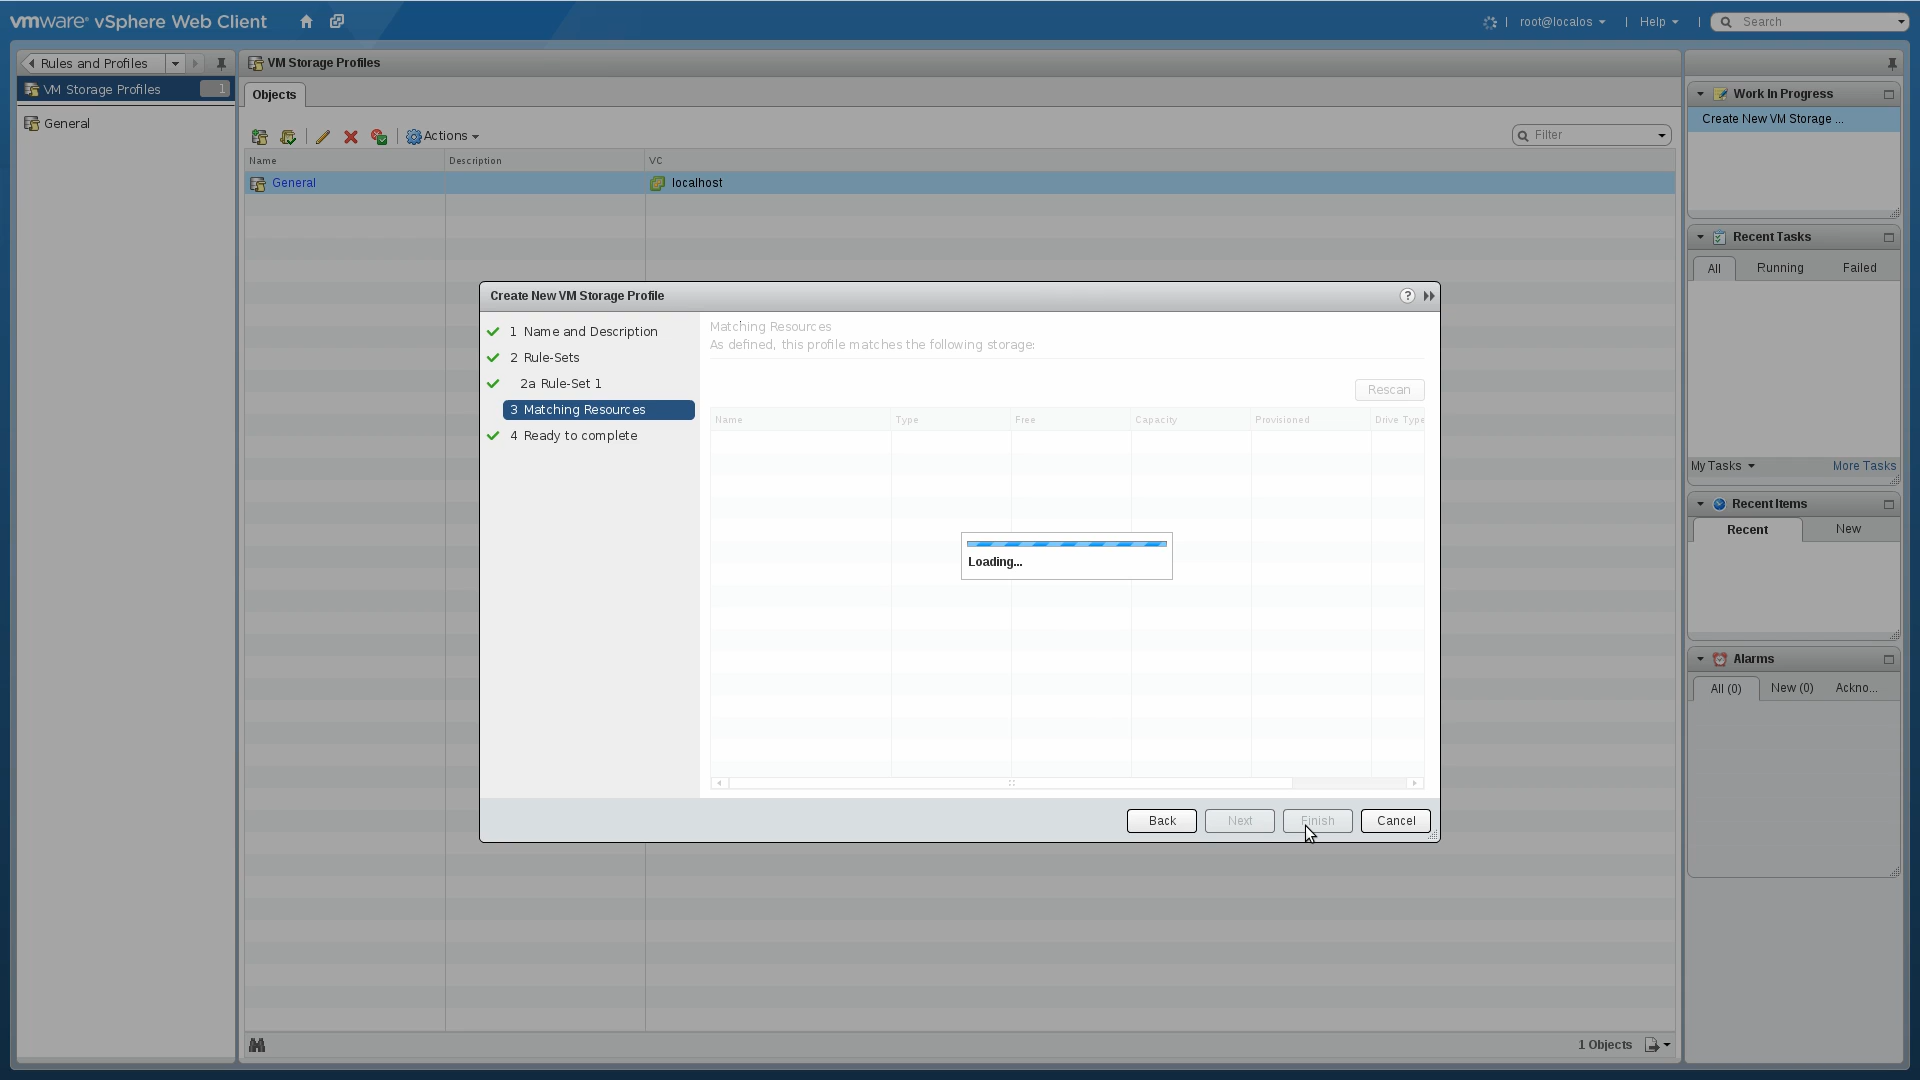 vmware® vSphere Web Client
root@localos
Help
Search
Rules and Profiles
VM Storage Profiles
1
General
VM Storage Profiles
Objects
Actions
Filter
Name
Description
VC
General
localhost
1 Objects
Create New VM Storage Profile
?
1 Name and Description
2 Rule-Sets
2a Rule-Set 1
3 Matching Resources
4 Ready to complete
Matching Resources
As defined, this profile matches the following storage:
Rescan
Name
Type
Free
Capacity
Provisioned
Drive Type
Loading...
Back
Next
Finish
Cancel
Work In Progress
Create New VM Storage ...
Recent Tasks
All
Running
Failed
My Tasks
More Tasks
Recent Items
Recent
New
Alarms
All (0)
New (0)
Ackno...